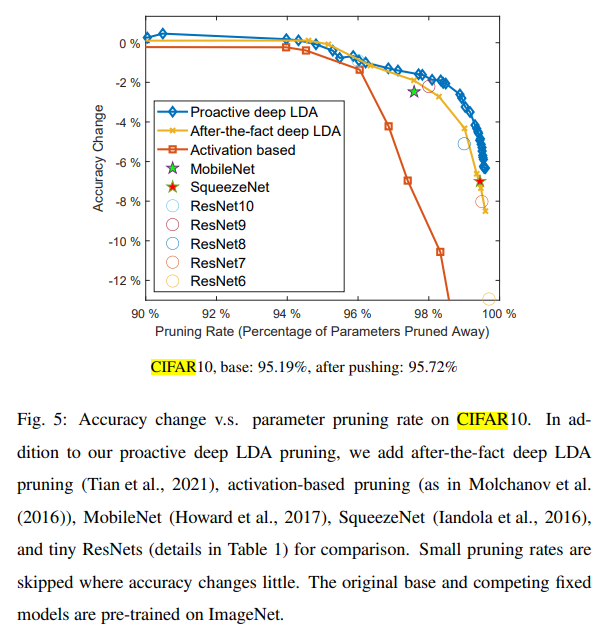 0 %
-2 %
-4 %
-6 %
-8 %
-10 %
-12 %
Accuracy Change
Proactive deep LDA
After-the-fact deep LDA
Activation based
MobileNet
SqueezeNet
ResNet10
ResNet9
ResNet8
ResNet7
ResNet6
90 % 92 % 94 % 96 % 98 % 100 %
Pruning Rate (Percentage of Parameters Pruned Away)
CIFAR10, base: 95.19%, after pushing: 95.72%
Fig. 5: Accuracy change v.s. parameter pruning rate on CIFAR10. In ad-
dition to our proactive deep LDA pruning, we add after-the-fact deep LDA
pruning (Tian et al., 2021), activation-based pruning (as in Molchanov et al.
(2016)), MobileNet (Howard et al., 2017), SqueezeNet (Iandola et al., 2016),
and tiny ResNets (details in Table 1) for comparison. Small pruning rates are
skipped where accuracy changes little. The original base and competing fixed
models are pre-trained on ImageNet.